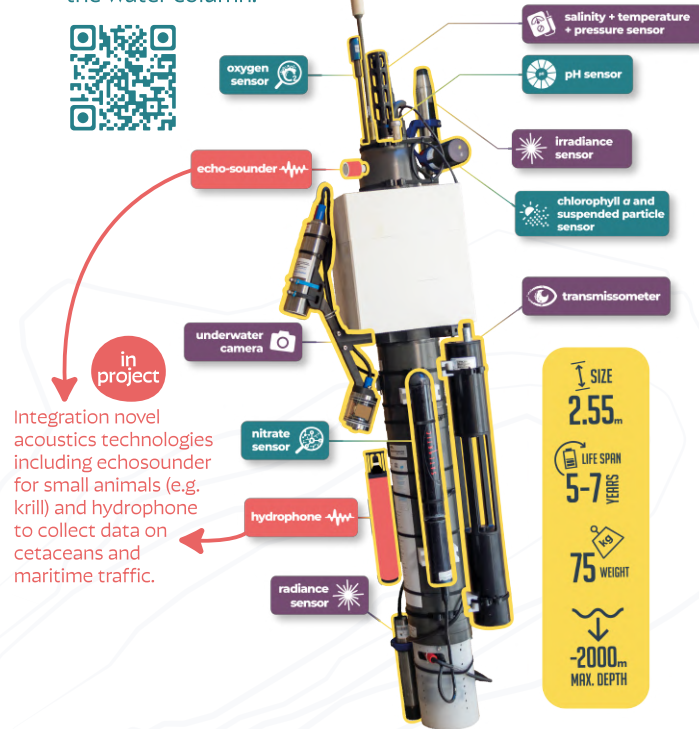 the water column.
salinity + temperature
+ pressure sensor
oxygen
sensor
pH sensor
irradiance
sensor
echo-sounder
chlorophyll a and
suspended particle
sensor
transmissometer
underwater
camera
in
project
Integration novel
acoustics technologies
including echosounder
for small animals (e.g.
krill) and hydrophone
to collect data on
cetaceans and
maritime traffic.
nitrate
sensor
hydrophone
radiance
sensor
SIZE
2.55m
LIFE SPAN
5-7 YEARS
kg
75 WEIGHT
-2000m
MAX. DEPTH